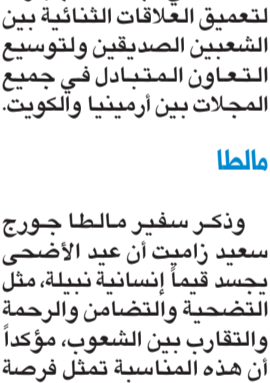 لتعميق العلاقات الثنائية بين
الشعبين الصديقين ولتوسيع
التعاون المتبادل في جميع
المجلات بين أرمينيا والكويت.
مالطا
وذكر سفير مالطا جورج
سعيد زاميت أن عيد الأضحى
يجسد قيماً إنسانية نبيلة، مثل
التضحية والتضامن والرحمة
والتقارب بين الشعوب، مؤكداً
أن هذه المناسبة تمثل فرصة